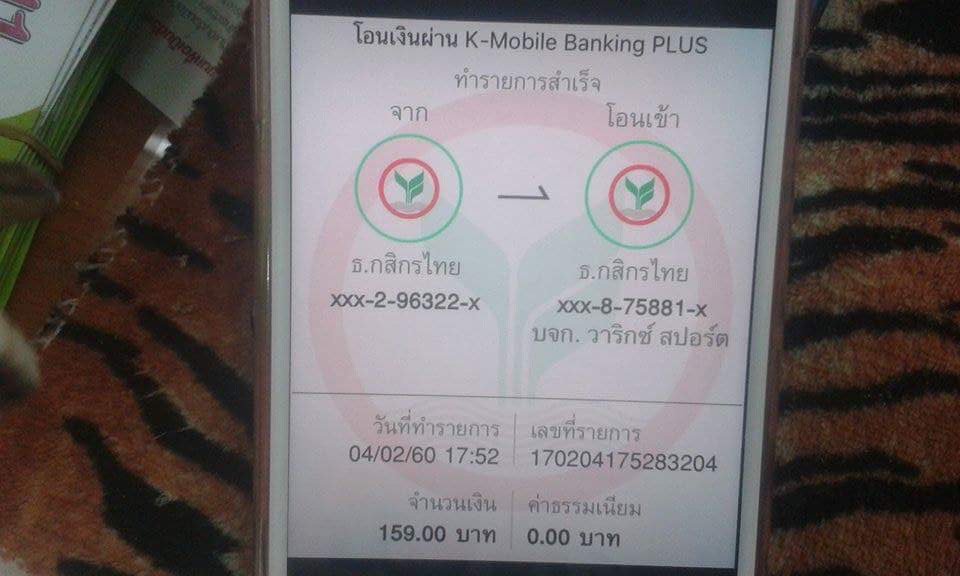 โอนเงินผ่าน K-Mobile Banking PLUS
ทำรายการสำเร็จ
จาก
โอนเข้า
ธ.กสิกรไทย
xxx-2-96322-x
ธ.กสิกรไทย
xxx-8-75881-x
บจก. วาริกซ์ สปอร์ต
วันที่ทำรายการ
04/02/60 17:52
เลขที่รายการ
170204175283204
จำนวนเงิน
159.00 บาท
ค่าธรรมเนียม
0.00 บาท